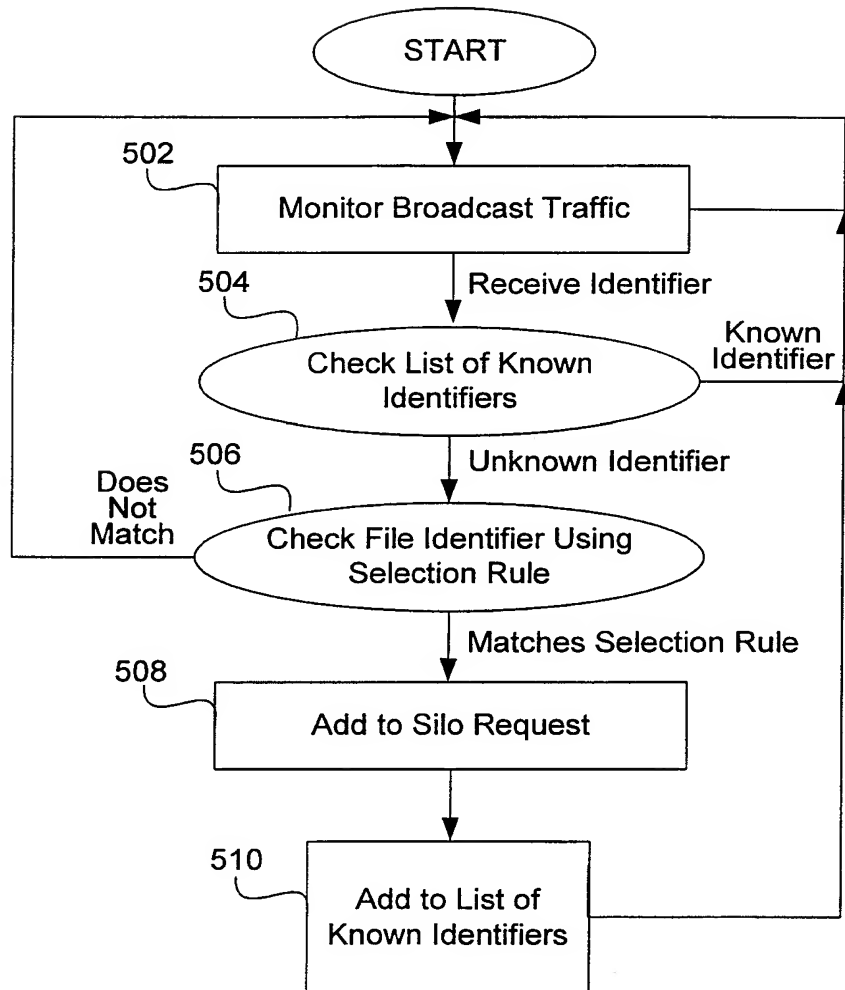 START
502
Monitor Broadcast Traffic
504
Receive Identifier
Known
Identifier
Check List of Known
Identifiers
506
Unknown Identifier
Does
Not
Match
Check File Identifier Using
Selection Rule
Matches Selection Rule
508
Add to Silo Request
510
Add to List of
Known Identifiers